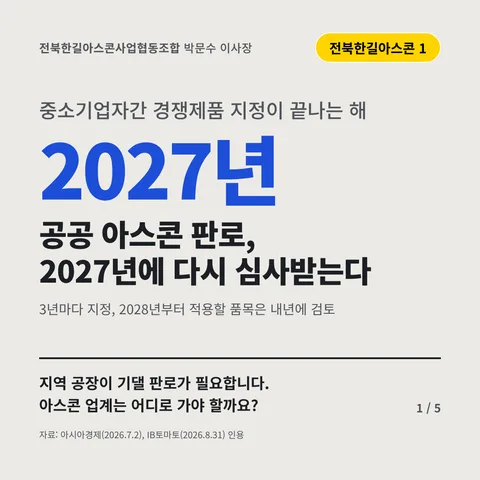 전북한길아스콘사업협동조합 박문수 이사장
전북한길아스콘 1
중소기업자간 경쟁제품 지정이 끝나는 해
2027년
공공 아스콘 판로,
2027년에 다시 심사받는다
3년마다 지정, 2028년부터 적용할 품목은 내년에 검토
지역 공장이 기댈 판로가 필요합니다.
아스콘 업계는 어디로 가야 할까요?
1 / 5
자료: 아시아경제(2026.7.2), IB토마토(2026.8.31) 인용